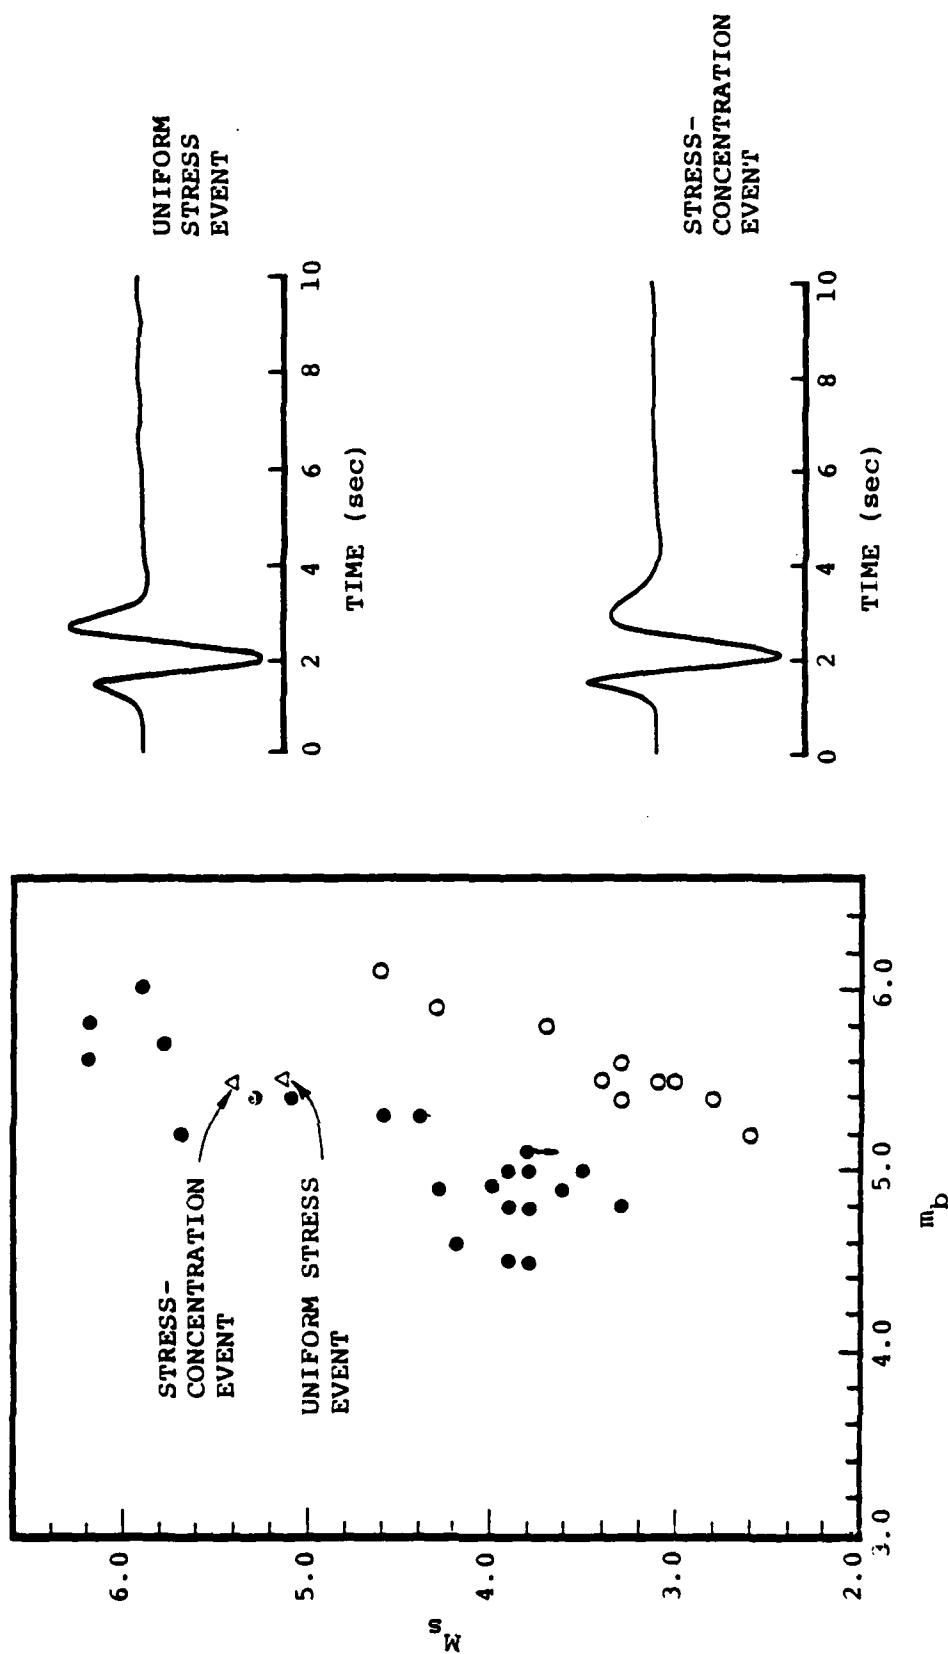 6.0
5.0
4.0
3.0
2.0
M_s
3.0
4.0
5.0
6.0
m_b
STRESS-
CONCENTRATION
EVENT
UNIFORM STRESS
EVENT
UNIFORM
STRESS
EVENT
0
2
4
6
8
10
TIME (sec)
STRESS-
CONCENTRATION
EVENT
0
2
4
6
8
10
TIME (sec)